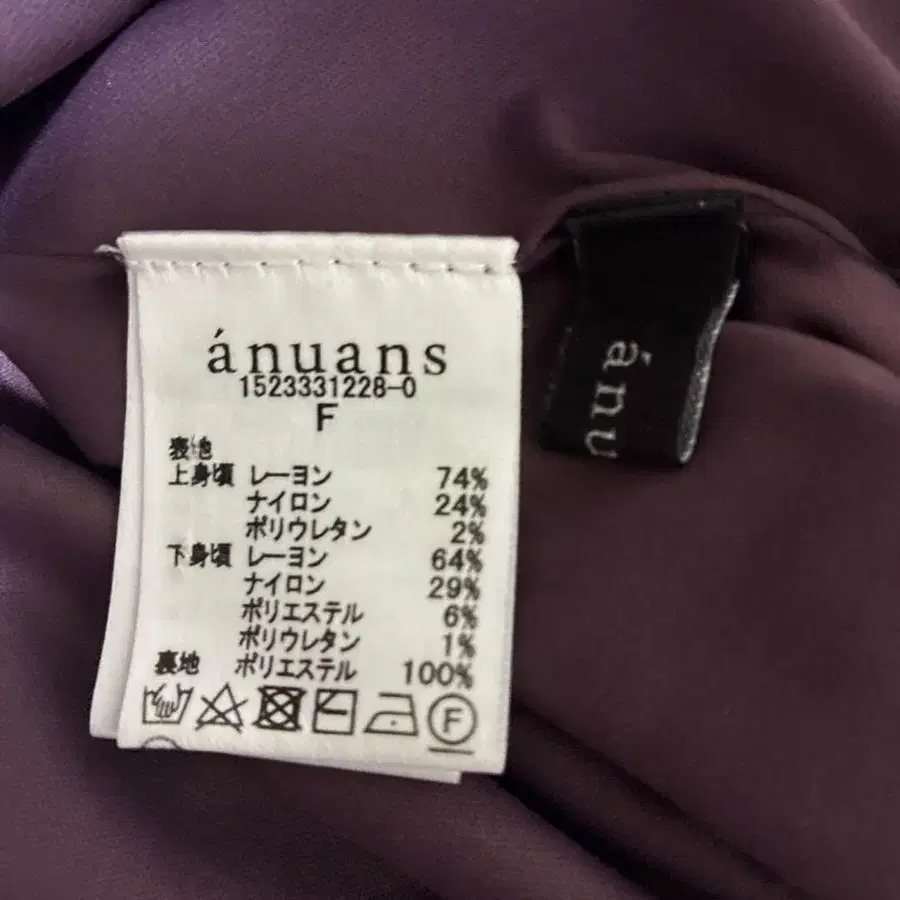 ánuans
1523331228-0
F
表地
上身頃 レーヨン 74%
ナイロン 24%
ポリウレタン 2%
下身頃 レーヨン 64%
ナイロン 29%
ポリエステル 6%
ポリウレタン 1%
裏地 ポリエステル 100%
F
ánu